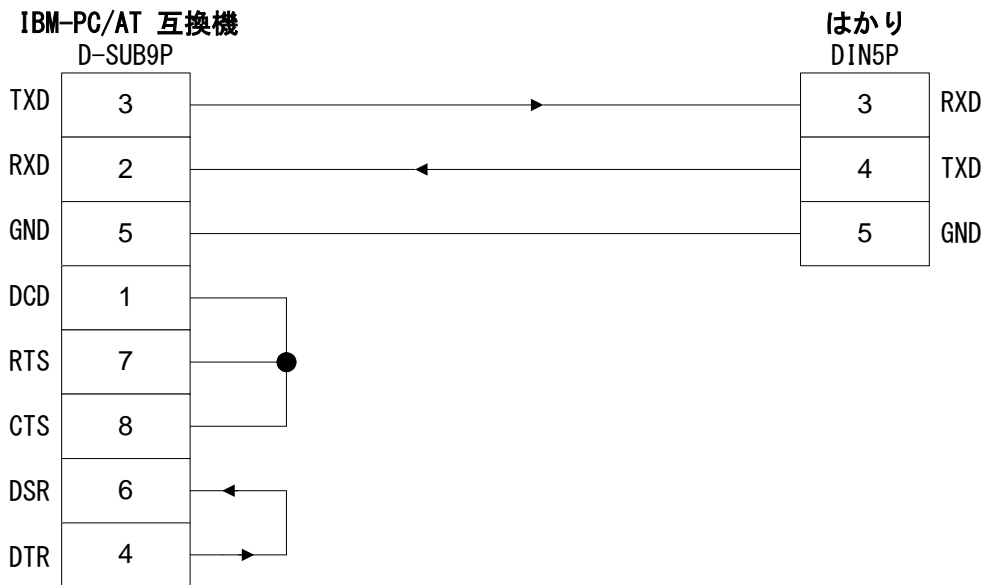 IBM-PC/AT 互換機 はかり
D-SUB9P DIN5P
TXD 3 3 RXD
RXD 2 4 TXD
GND 5 5 GND
DCD 1
RTS 7
CTS 8
DSR 6
DTR 4